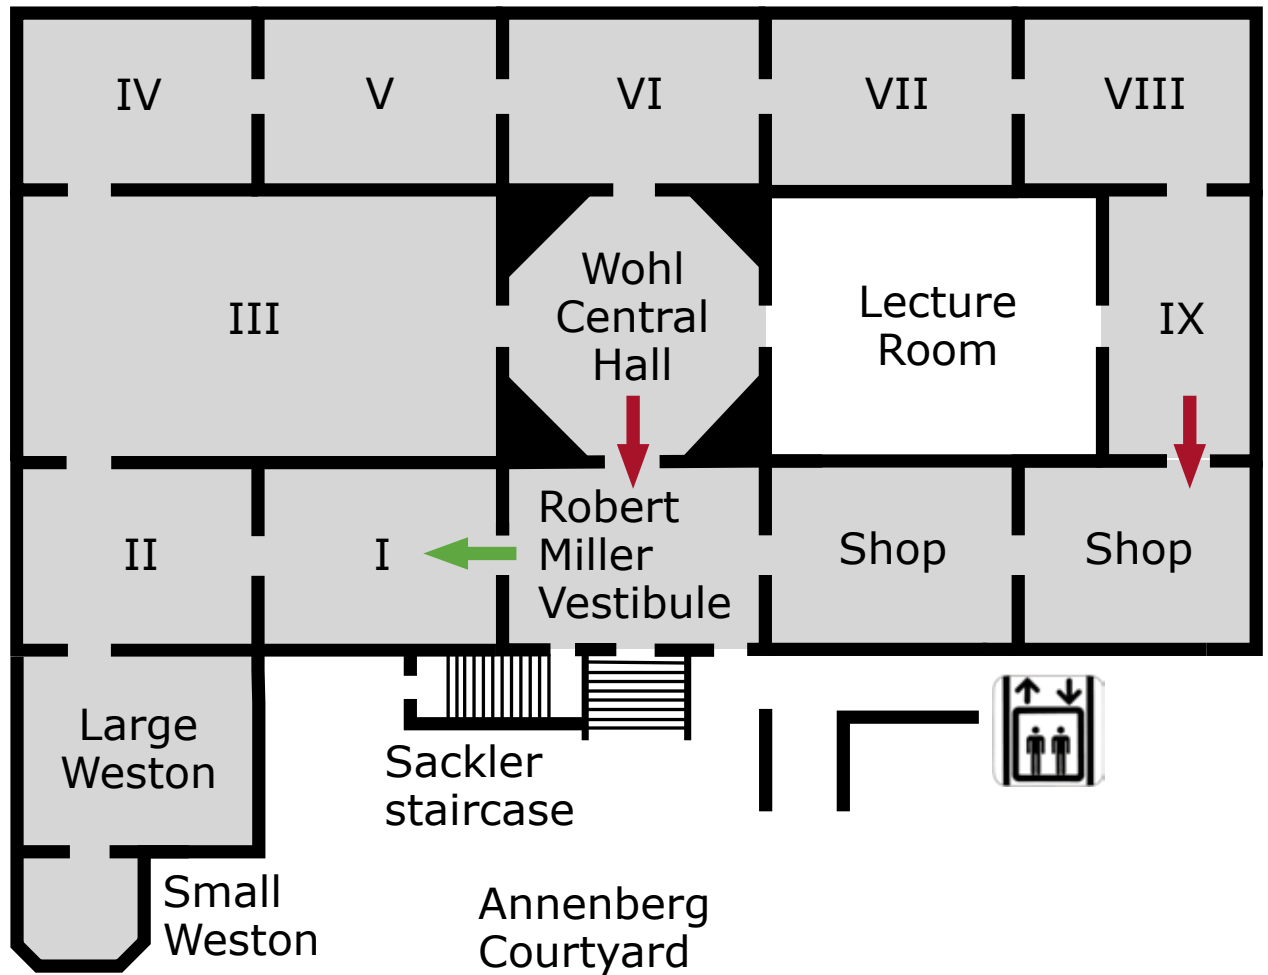 IV
V
VI
VII
VIII
III
Wohl
Central
Hall
Lecture
Room
IX
II
I
Robert
Miller
Vestibule
Shop
Shop
Large
Weston
Sackler
staircase
Small
Weston
Annenberg
Courtyard